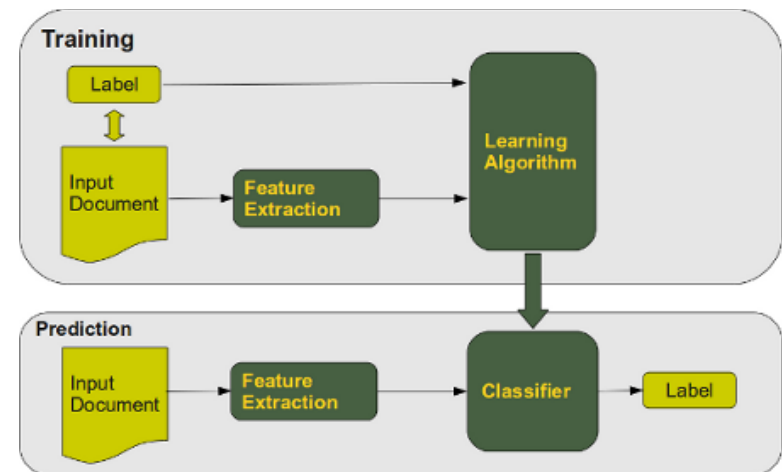 Training
Label
Learning
Algorithm
Input
Document
Feature
Extraction
Prediction
Input
Document
Feature
Extraction
Classifier
Label